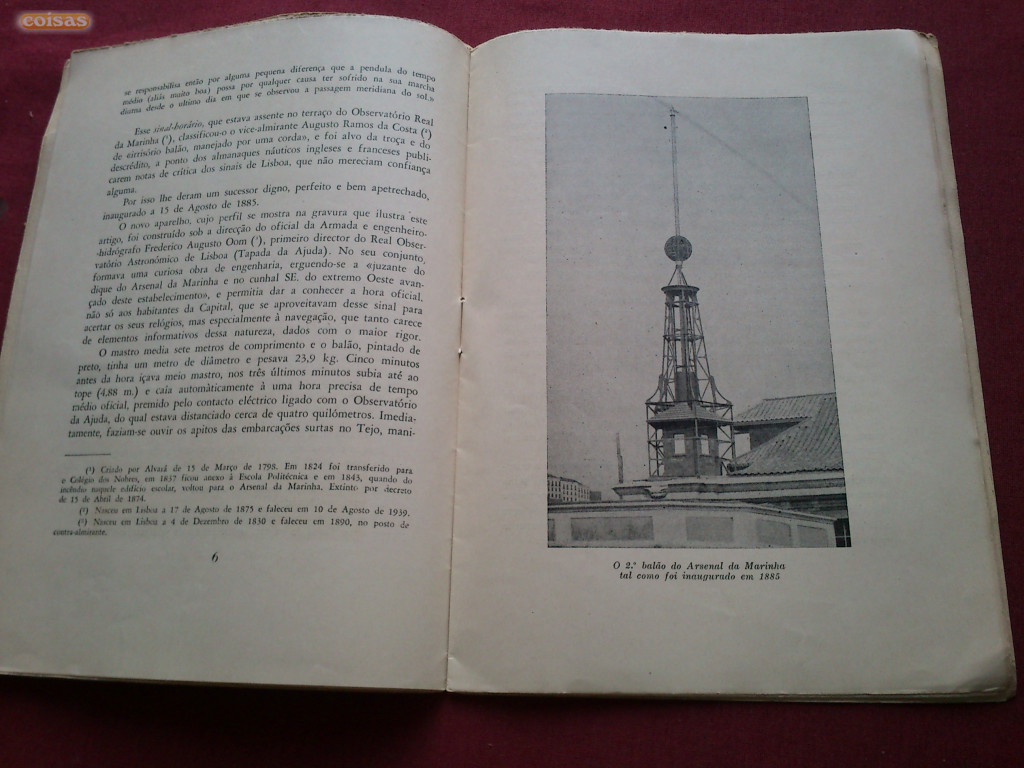 coisas
se responsabilisa então por alguma pequena diferença que a pendula do tempo
médio (aliás muito boa) possa por qualquer causa ter sofrido na sua marcha
diurna desde o ultimo dia em que se observou a passagem meridiana do sol.»
Esse sinal-horário, que estava assente no terraço do Observatório Real
da Marinha (¹), classificou-o o vice-almirante Augusto Ramos da Costa (²)
de «irrisório balão, manejado por uma corda», e foi alvo da troça e do
descrédito, a ponto dos almanaques náuticos ingleses e franceses publi-
carem notas de crítica dos sinais de Lisboa, que não mereciam confiança
alguma.
Por isso lhe deram um sucessor digno, perfeito e bem apetrechado,
inaugurado a 15 de Agosto de 1885.
O novo aparelho, cujo perfil se mostra na gravura que ilustra este
artigo, foi construído sob a direcção do oficial da Armada e engenheiro-
-hidrógrafo Frederico Augusto Oom (³), primeiro director do Real Obser-
vatório Astronómico de Lisboa (Tapada da Ajuda). No seu conjunto,
formava uma curiosa obra de engenharia, erguendo-se a «juzante do
dique do Arsenal da Marinha e no cunhal SE. do extremo Oeste avan-
çado deste estabelecimento», e permitia dar a conhecer a hora oficial,
não só aos habitantes da Capital, que se aproveitavam desse sinal para
acertar os seus relógios, mas especialmente à navegação, que tanto carece
de elementos informativos dessa natureza, dados com o maior rigor.
O mastro media sete metros de comprimento e o balão, pintado de
preto, tinha um metro de diâmetro e pesava 23,9 kg. Cinco minutos
antes da hora içava meio mastro, nos três últimos minutos subia até ao
tope (4,88 m.) e caía automàticamente à uma hora precisa de tempo
médio oficial, premido pelo contacto eléctrico ligado com o Observatório
da Ajuda, do qual estava distanciado cerca de quatro quilómetros. Imedia-
tamente, faziam-se ouvir os apitos das embarcações surtas no Tejo, mani-
(¹) Criado por Alvará de 15 de Março de 1798. Em 1824 foi transferido para
o Colégio dos Nobres, em 1837 ficou anexo à Escola Politécnica e em 1843, quando do
incêndio naquele edifício escolar, voltou para o Arsenal da Marinha. Extinto por decreto
de 15 de Abril de 1874.
(²) Nasceu em Lisboa a 17 de Agosto de 1875 e faleceu em 10 de Agosto de 1939.
(³) Nasceu em Lisboa a 4 de Dezembro de 1830 e faleceu em 1890, no posto de
contra-almirante.
6
O 2.º balão do Arsenal da Marinha
tal como foi inaugurado em 1885